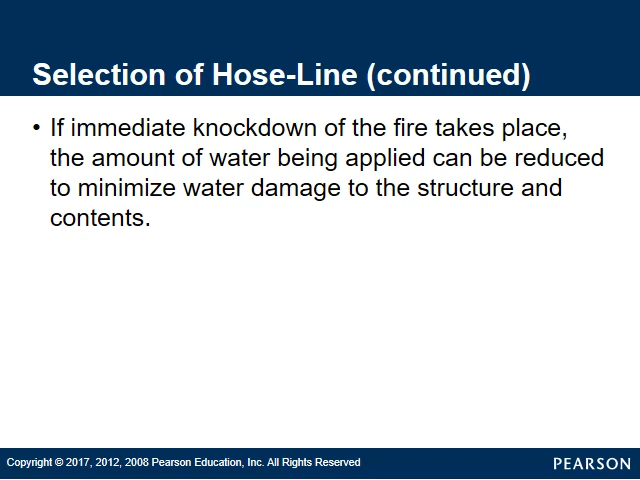 Selection of Hose-Line (continued)
• If immediate knockdown of the fire takes place,
the amount of water being applied can be reduced
to minimize water damage to the structure and
contents.
Copyright © 2017, 2012, 2008 Pearson Education, Inc. All Rights Reserved
PEARSON